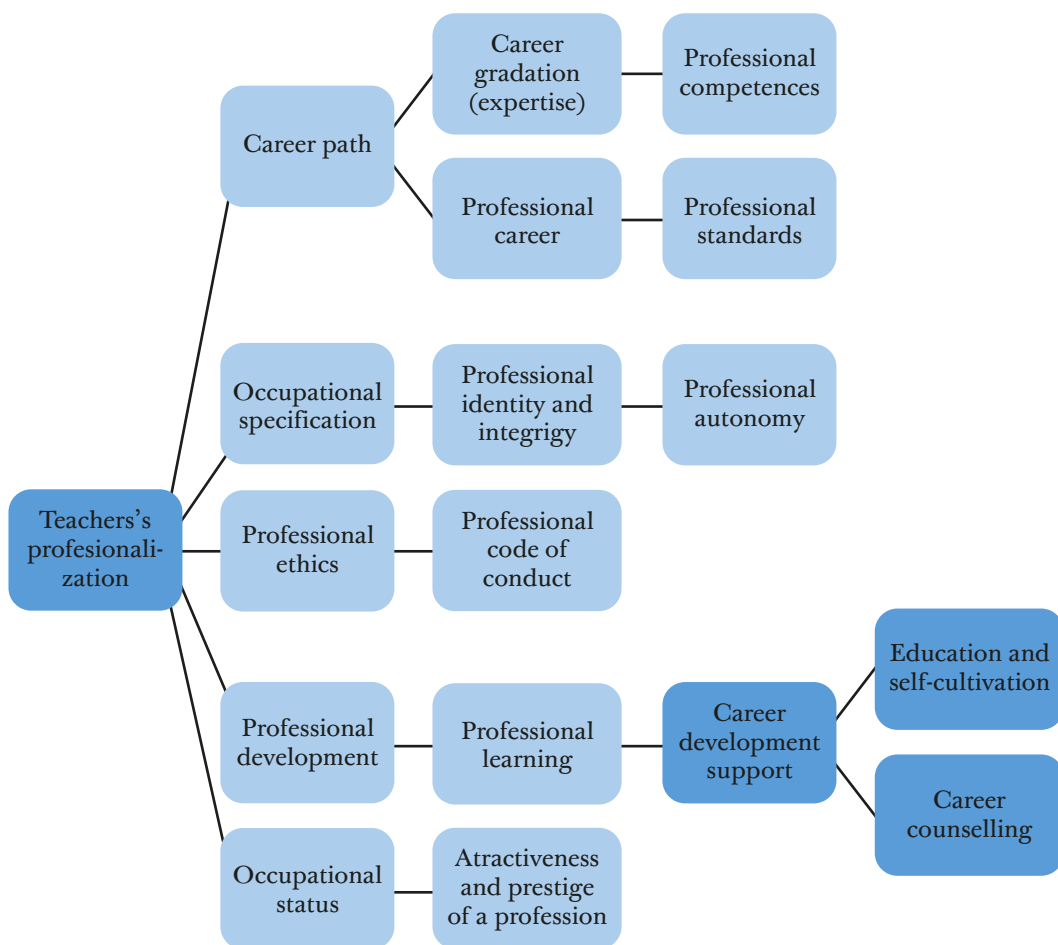 Career
gradation
(expertise)
Professional
competences
Career path
Professional
career
Professional
standards
Occupational
specification
Professional
identity and
integrigy
Professional
autonomy
Teachers's
profesionali-
zation
Professional
ethics
Professional
code of
conduct
Education and
self-cultivation
Professional
development
Professional
learning
Career
development
support
Career
counselling
Occupational
status
Atractiveness
and prestige
of a profession